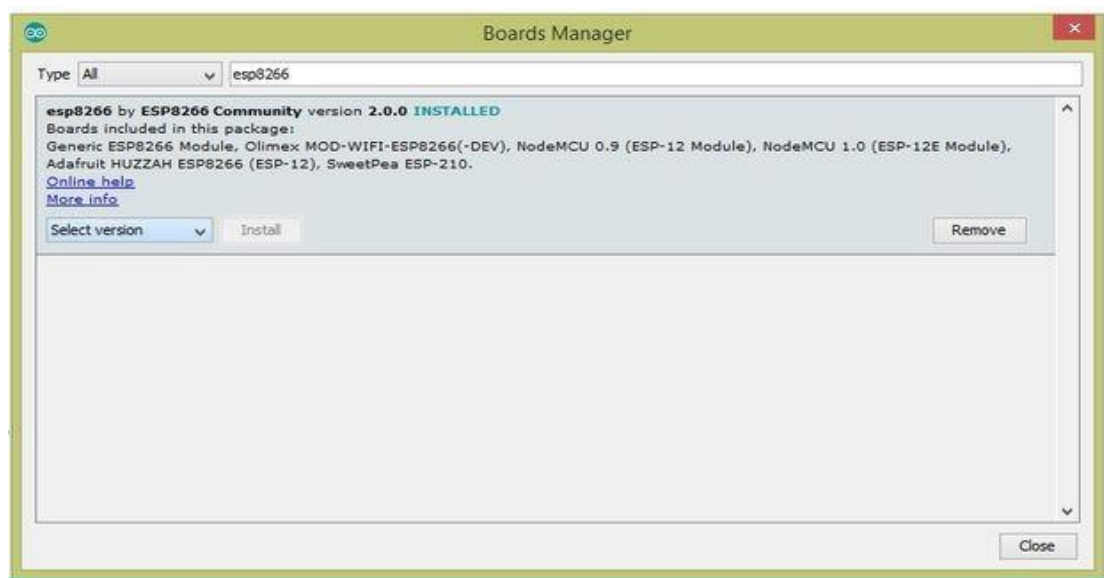 Boards Manager
Type All esp8266
esp8266 by ESP8266 Community version 2.0.0 INSTALLED
Boards included in this package:
Generic ESP8266 Module, Olimex MOD-WIFI-ESP8266(-DEV), NodeMCU 0.9 (ESP-12 Module), NodeMCU 1.0 (ESP-12E Module),
Adafruit HUZZAH ESP8266 (ESP-12), SweetPea ESP-210.
Online help
More info
Select version Install Remove
Close